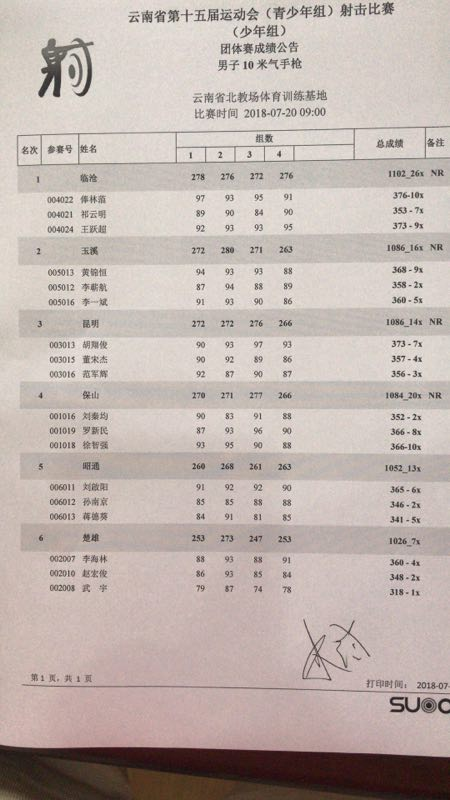 云南省第十五届运动会（青少年组）射击比赛
（少年组）
团体赛成绩公告
男子10米气手枪
云南省北教场体育训练基地
比赛时间 2018-07-20 09:00
名次 参赛号 姓名 组数 总成绩 备注
1 2 3 4
1 临沧 278 276 272 276 1102_26x NR
004022 俸林菹 97 93 95 91 376-10x
004021 祁云明 89 90 84 90 353 - 7x
004024 王跃超 92 93 93 95 373 - 9x
2 玉溪 272 280 271 263 1086_16x NR
005013 黄锦恒 94 93 93 88 368 - 9x
005012 李蕲航 87 94 88 89 358 - 2x
005016 李一斌 91 93 90 86 360 - 5x
3 昆明 272 272 276 266 1086_14x NR
003013 胡翔俊 90 93 97 93 373 - 7x
003015 董宋杰 90 92 89 86 357 - 4x
003016 范军辉 92 87 90 87 356 - 3x
4 保山 270 271 277 266 1084_20x NR
001016 刘秦均 90 83 91 88 352 - 2x
001019 罗新民 87 93 96 90 366 - 8x
001018 徐智强 93 95 90 88 366-10x
5 昭通 260 268 261 263 1052_13x
006011 刘啟阳 91 92 92 90 365 - 6x
006012 孙南京 85 85 88 88 346 - 2x
006013 蒋德葵 84 91 81 85 341 - 5x
6 楚雄 253 273 247 253 1026_7x
002007 李海林 88 93 88 91 360 - 4x
002010 赵宏俊 86 93 85 84 348 - 2x
002008 武 宇 79 87 74 78 318 - 1x
第1页，共1页
打印时间： 2018-07-